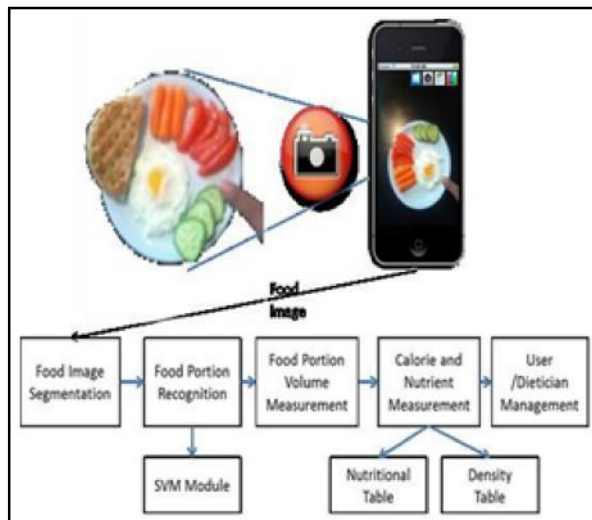 Food
Image
Food Image
Segmentation
Food Portion
Recognition
Food Portion
Volume
Measurement
Calorie and
Nutrient
Measurement
User
/Dietician
Management
SVM Module
Nutritional
Table
Density
Table